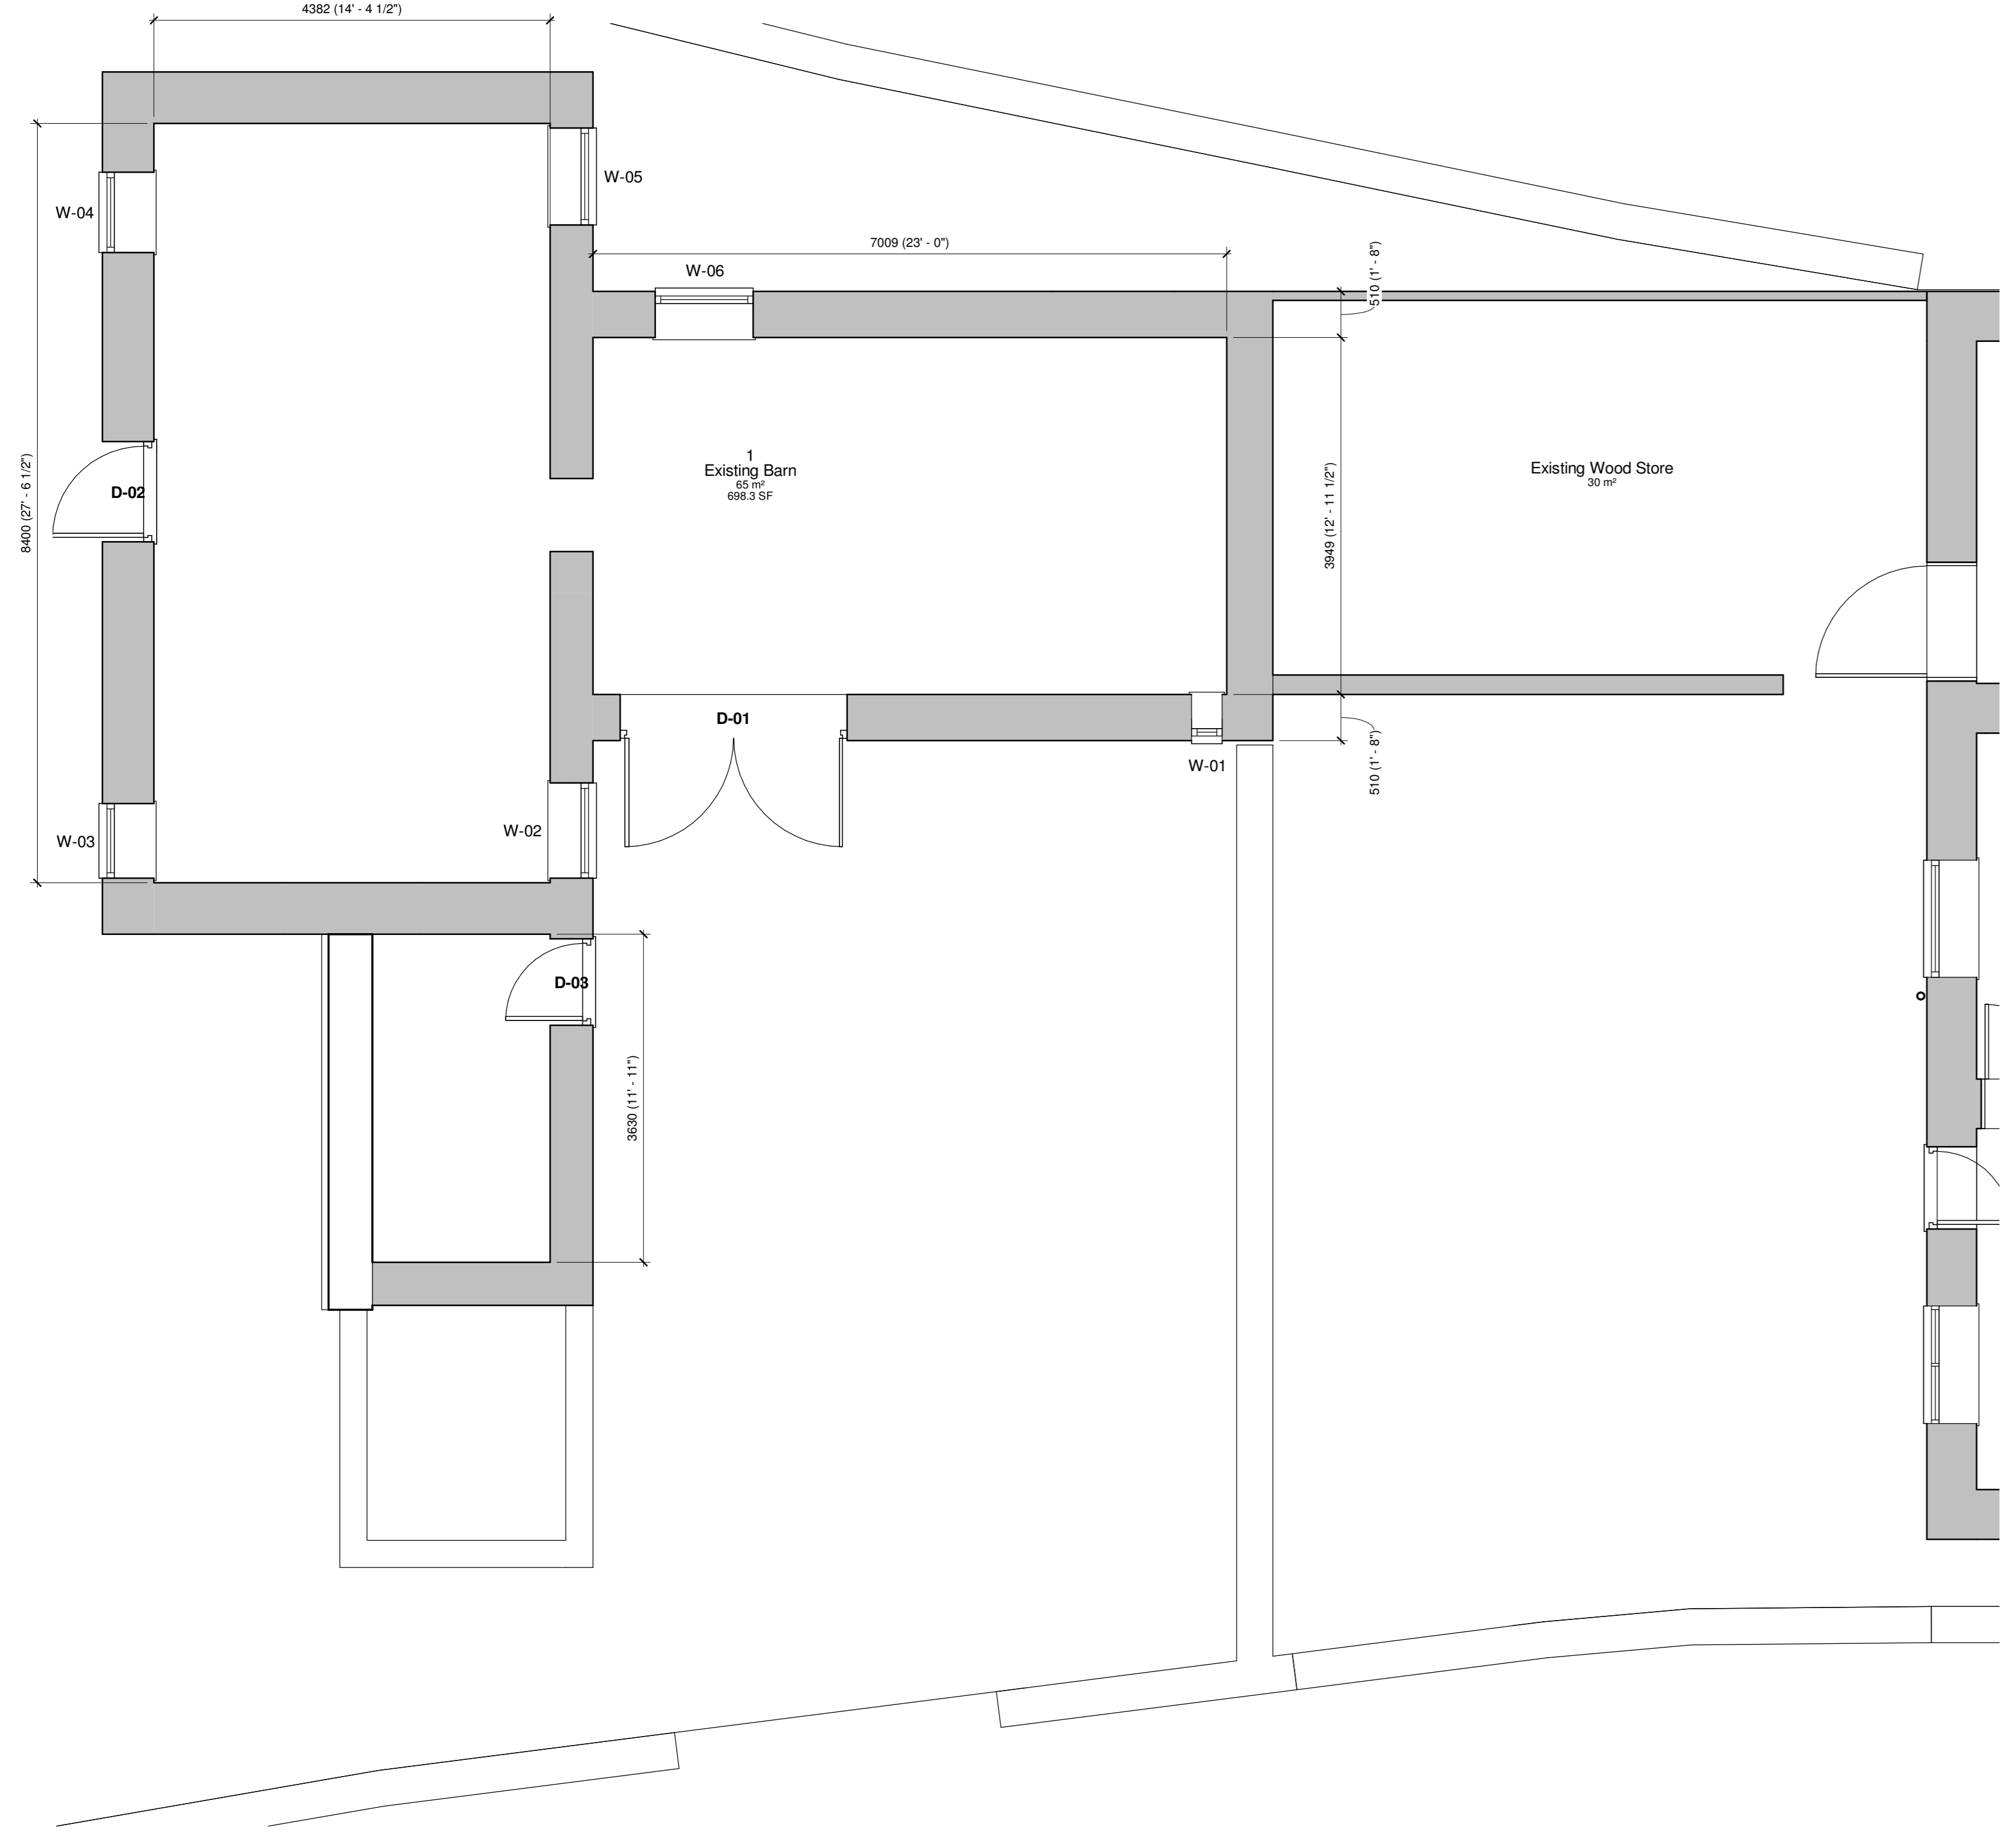 4382 (14' - 4 1/2")
W-05
W-04
7009 (23' - 0")
510 (1' - 8")
W-06
1
Existing Barn
65 m²
698.3 SF
Existing Wood Store
30 m²
D-02
8400 (27' - 6 1/2")
3949 (12' - 11 1/2")
D-01
W-01
510 (1' - 8")
W-02
W-03
D-03
3630 (11' - 11")